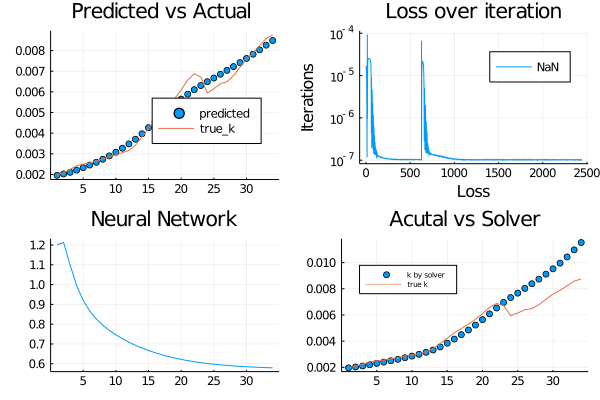 Predicted vs Actual
0.008
0.007
0.006
0.005
0.004
0.003
0.002
predicted
true_k
5 10 15 20 25 30
Loss over iteration
Iterations
10-4
10-5
10-6
10-7
NaN
0 500 1000 1500 2000 2500
Loss
Neural Network
1.2
1.1
1.0
0.9
0.8
0.7
0.6
5 10 15 20 25 30
Acutal vs Solver
0.010
0.008
0.006
0.004
0.002
k by solver
true k
5 10 15 20 25 30